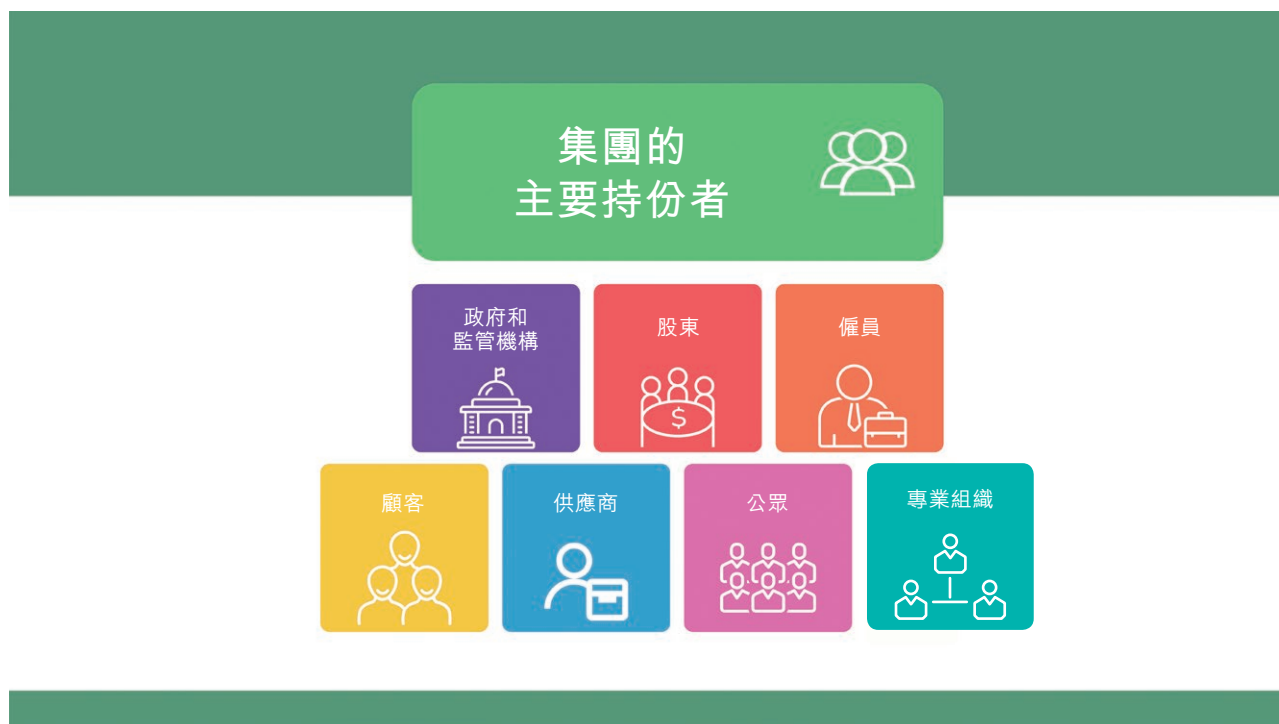 集團的
主要持份者
政府和
監管機構
股東
$
僱員
顧客
供應商
公眾
專業組織